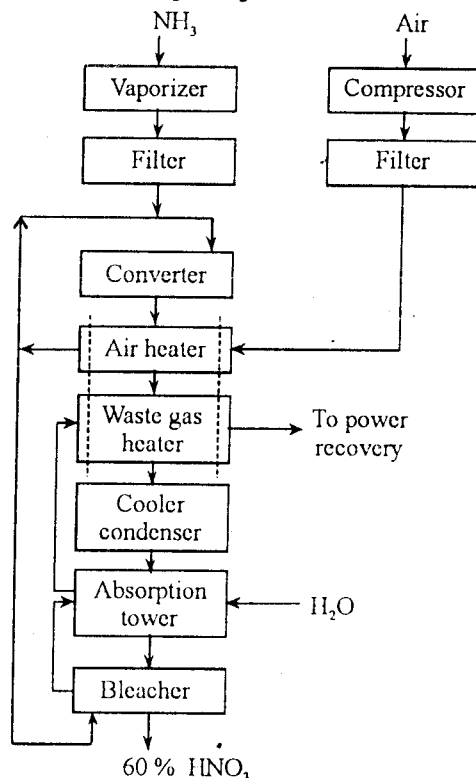 NH₃
Air
Vaporizer
Compressor
Filter
Filter
Converter
Air heater
Waste gas
heater
To power
recovery
Cooler
condenser
Absorption
tower
H₂O
Bleacher
60 % HNO₃